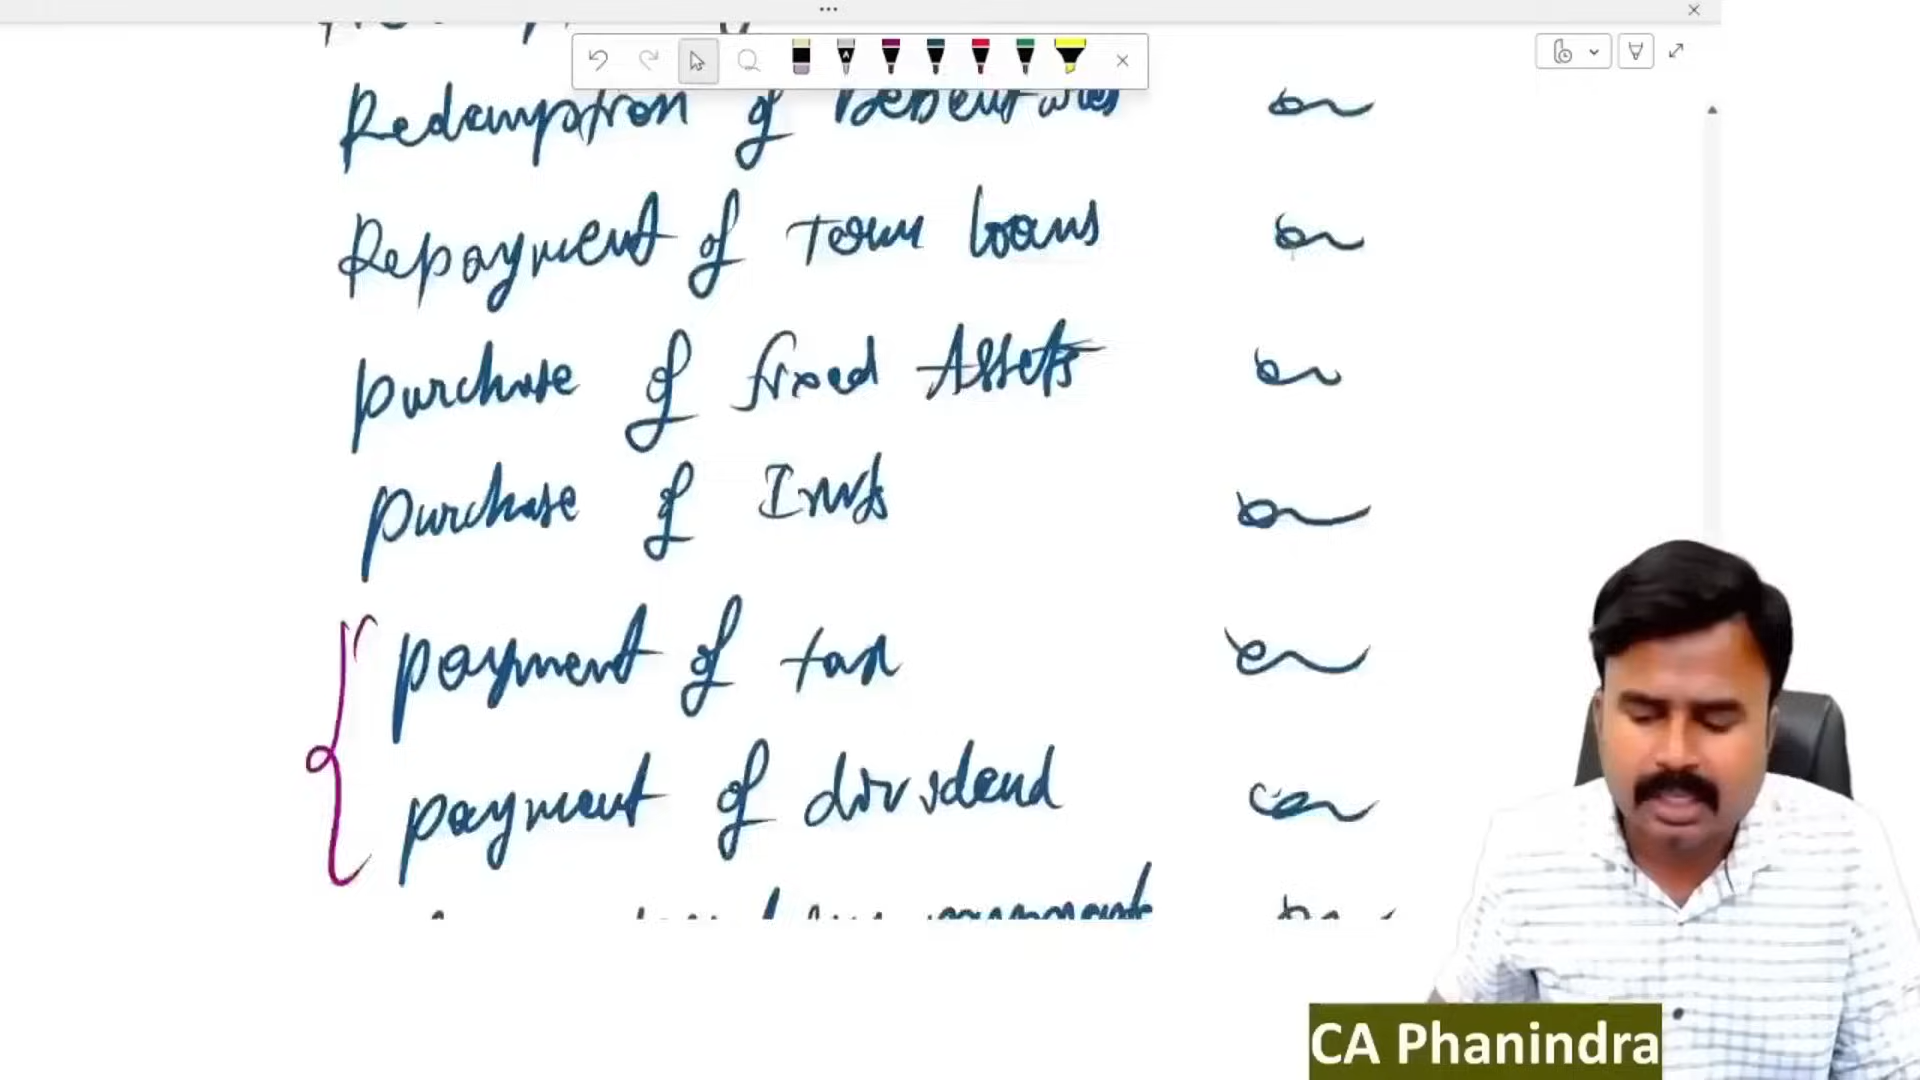 Redemption of Debentures
Repayment of Term loans
purchase of fixed Assets
purchase of Invts
payment of tax
payment of dividend
CA Phanindra